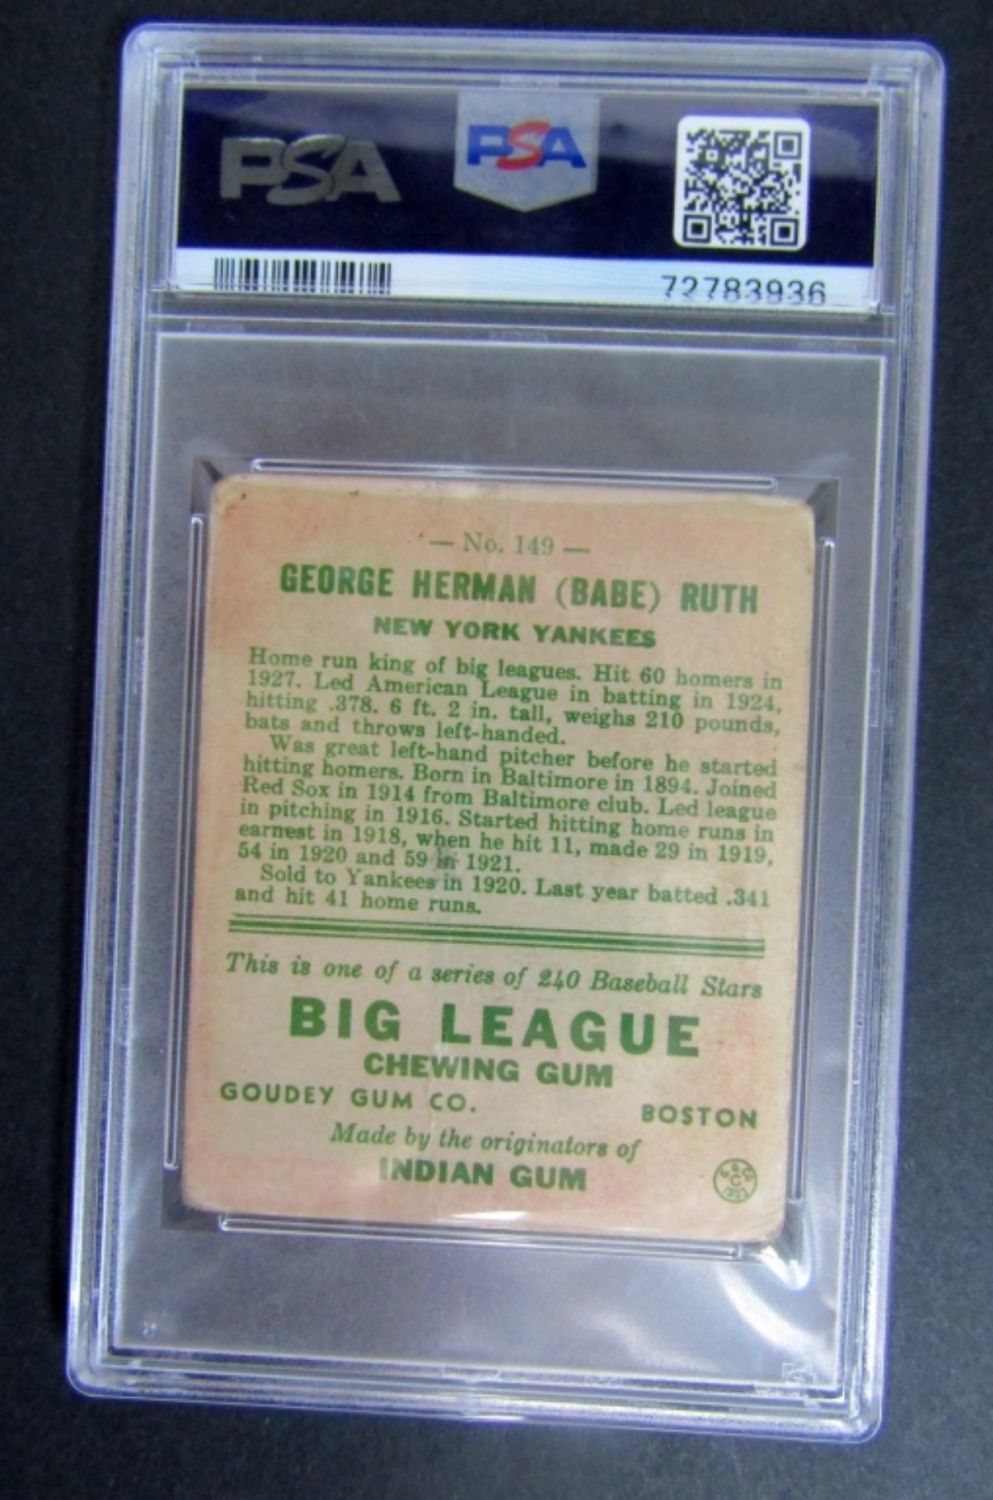 PSA
PSA
72783936
— No. 149 —
GEORGE HERMAN (BABE) RUTH
NEW YORK YANKEES
Home run king of big leagues. Hit 60 homers in
1927. Led American League in batting in 1924,
hitting .378. 6 ft. 2 in. tall, weighs 210 pounds,
bats and throws left-handed.
Was great left-hand pitcher before he started
hitting homers. Born in Baltimore in 1894. Joined
Red Sox in 1914 from Baltimore club. Led league
in pitching in 1916. Started hitting home runs in
earnest in 1918, when he hit 11, made 29 in 1919,
54 in 1920 and 59 in 1921.
Sold to Yankees in 1920. Last year batted .341
and hit 41 home runs.
This is one of a series of 240 Baseball Stars
BIG LEAGUE
CHEWING GUM
GOUDEY GUM CO. BOSTON
Made by the originators of
INDIAN GUM